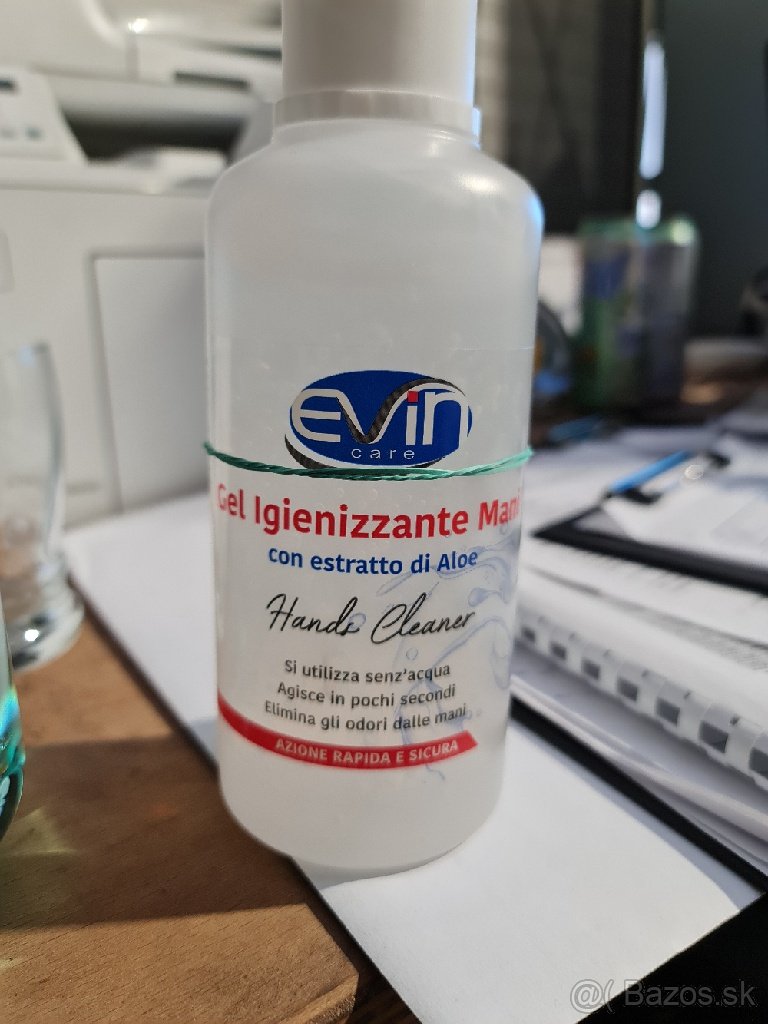 Evin
care
Gel Igienizzante Mani
con estratto di Aloe
Hands Cleaner
Si utilizza senz'acqua
Agisce in pochi secondi
Elimina gli odori dalle mani
AZIONE RAPIDA E SICURA
@( Bazos.sk